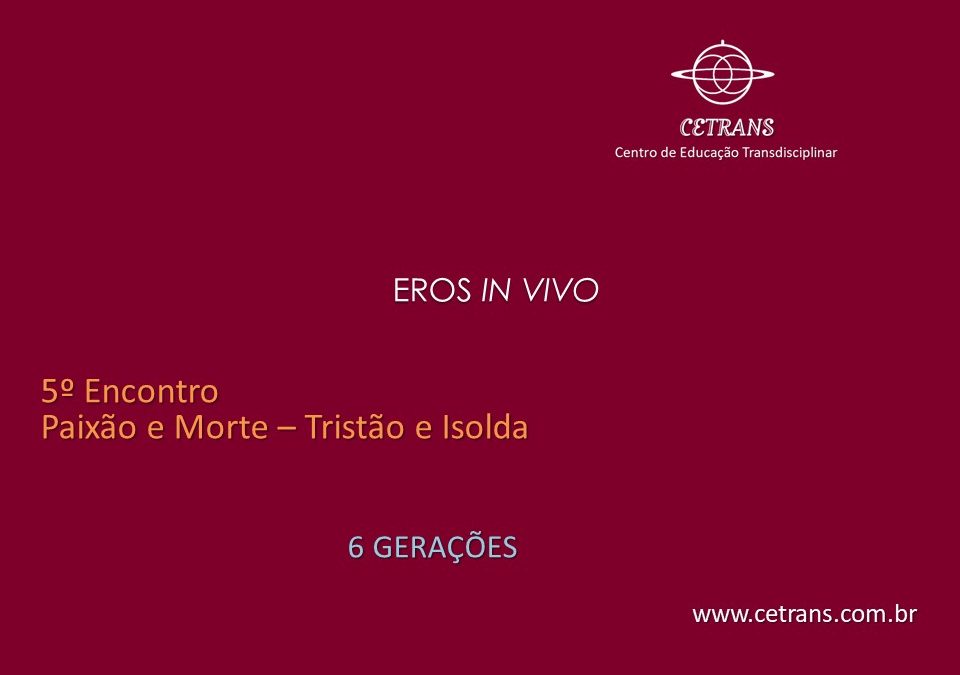 CETRANS
Centro de Educação Transdisciplinar
EROS IN VIVO
5º Encontro
Paixão e Morte – Tristão e Isolda
6 GERAÇÕES
www.cetrans.com.br